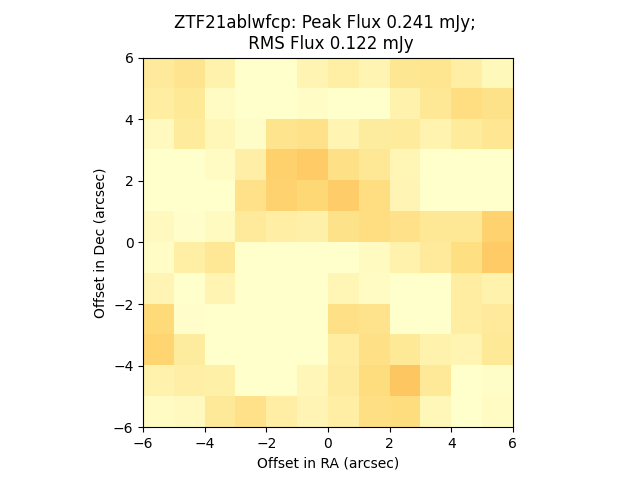 ZTF21ablwfcp: Peak Flux 0.241 mJy;
RMS Flux 0.122 mJy
6
4
2
0
−2
−4
−6
Offset in Dec (arcsec)
−6 −4 −2 0 2 4 6
Offset in RA (arcsec)